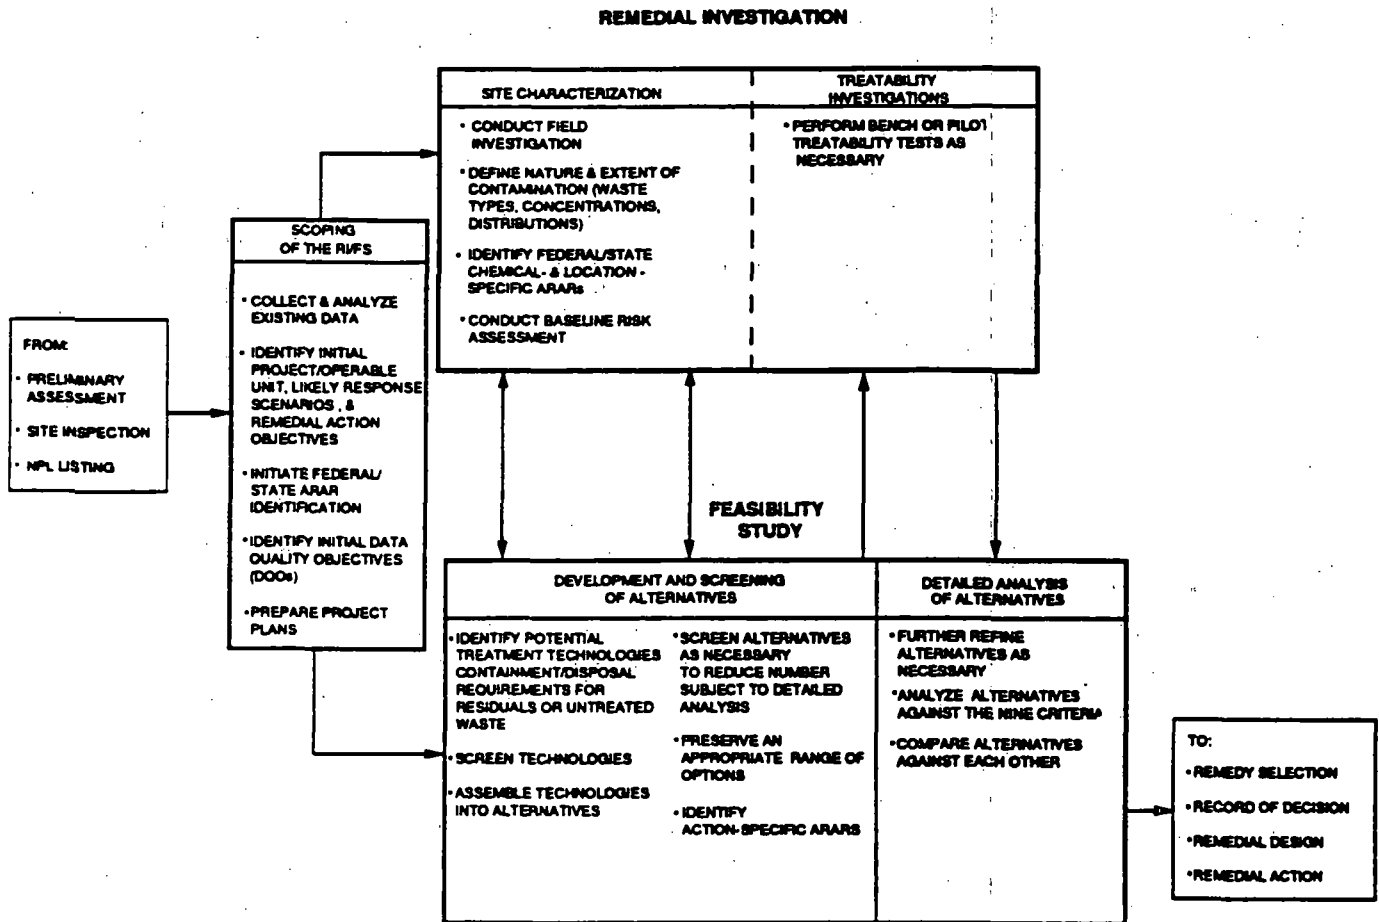 REMEDIAL INVESTIGATION
SITE CHARACTERIZATION
• CONDUCT FIELD
INVESTIGATION
• DEFINE NATURE & EXTENT OF
CONTAMINATION (WASTE
TYPES, CONCENTRATIONS,
DISTRIBUTIONS)
• IDENTIFY FEDERAL/STATE
CHEMICAL- & LOCATION -
SPECIFIC ARARs
• CONDUCT BASELINE RISK
ASSESSMENT
TREATABILITY
INVESTIGATIONS
• PERFORM BENCH OR PILOT
TREATABILITY TESTS AS
NECESSARY
SCOPING
OF THE RI/FS
• COLLECT & ANALYZE
EXISTING DATA
• IDENTIFY INITIAL
PROJECT/OPERABLE
UNIT, LIKELY RESPONSE
SCENARIOS , &
REMEDIAL ACTION
OBJECTIVES
• INITIATE FEDERAL/
STATE ARAR
IDENTIFICATION
• IDENTIFY INITIAL DATA
QUALITY OBJECTIVES
(DQOs)
• PREPARE PROJECT
PLANS
FROM:
• PRELIMINARY
ASSESSMENT
• SITE INSPECTION
• NPL LISTING
FEASIBILITY
STUDY
DEVELOPMENT AND SCREENING
OF ALTERNATIVES
• IDENTIFY POTENTIAL
TREATMENT TECHNOLOGIES
CONTAINMENT/DISPOSAL
REQUIREMENTS FOR
RESIDUALS OR UNTREATED
WASTE
• SCREEN TECHNOLOGIES
• ASSEMBLE TECHNOLOGIES
INTO ALTERNATIVES
• SCREEN ALTERNATIVES
AS NECESSARY
TO REDUCE NUMBER
SUBJECT TO DETAILED
ANALYSIS
• PRESERVE AN
APPROPRIATE RANGE OF
OPTIONS
• IDENTIFY
ACTION-SPECIFIC ARARS
DETAILED ANALYSIS
OF ALTERNATIVES
• FURTHER REFINE
ALTERNATIVES AS
NECESSARY
• ANALYZE ALTERNATIVES
AGAINST THE NINE CRITERIA
• COMPARE ALTERNATIVES
AGAINST EACH OTHER
TO:
• REMEDY SELECTION
• RECORD OF DECISION
• REMEDIAL DESIGN
• REMEDIAL ACTION